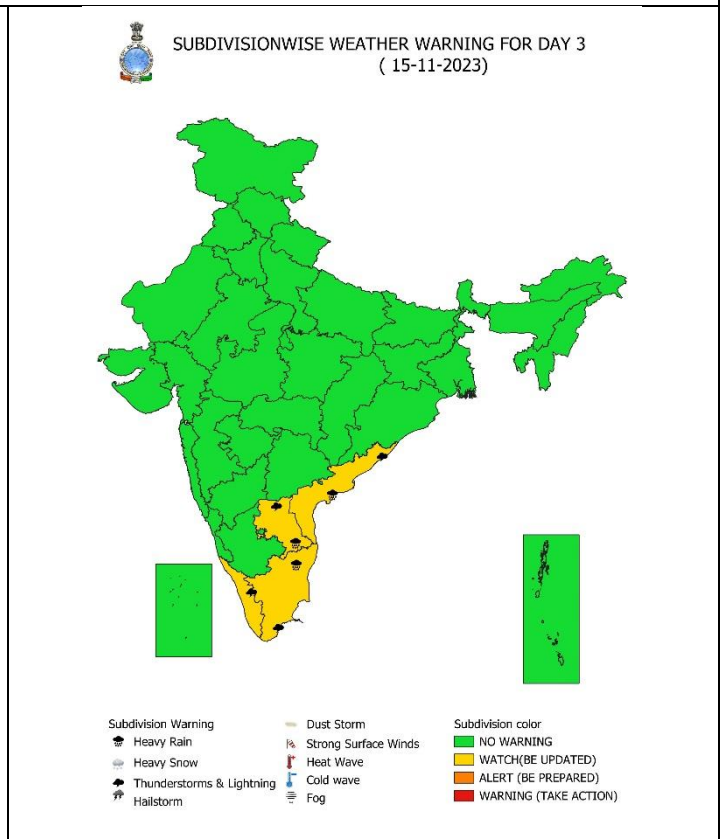 SUBDIVISIONWISE WEATHER WARNING FOR DAY 3
( 15-11-2023)
Subdivision Warning
Heavy Rain
Heavy Snow
Thunderstorms & Lightning
Hailstorm
Dust Storm
Strong Surface Winds
Heat Wave
Cold wave
Fog
Subdivision color
NO WARNING
WATCH(BE UPDATED)
ALERT (BE PREPARED)
WARNING (TAKE ACTION)